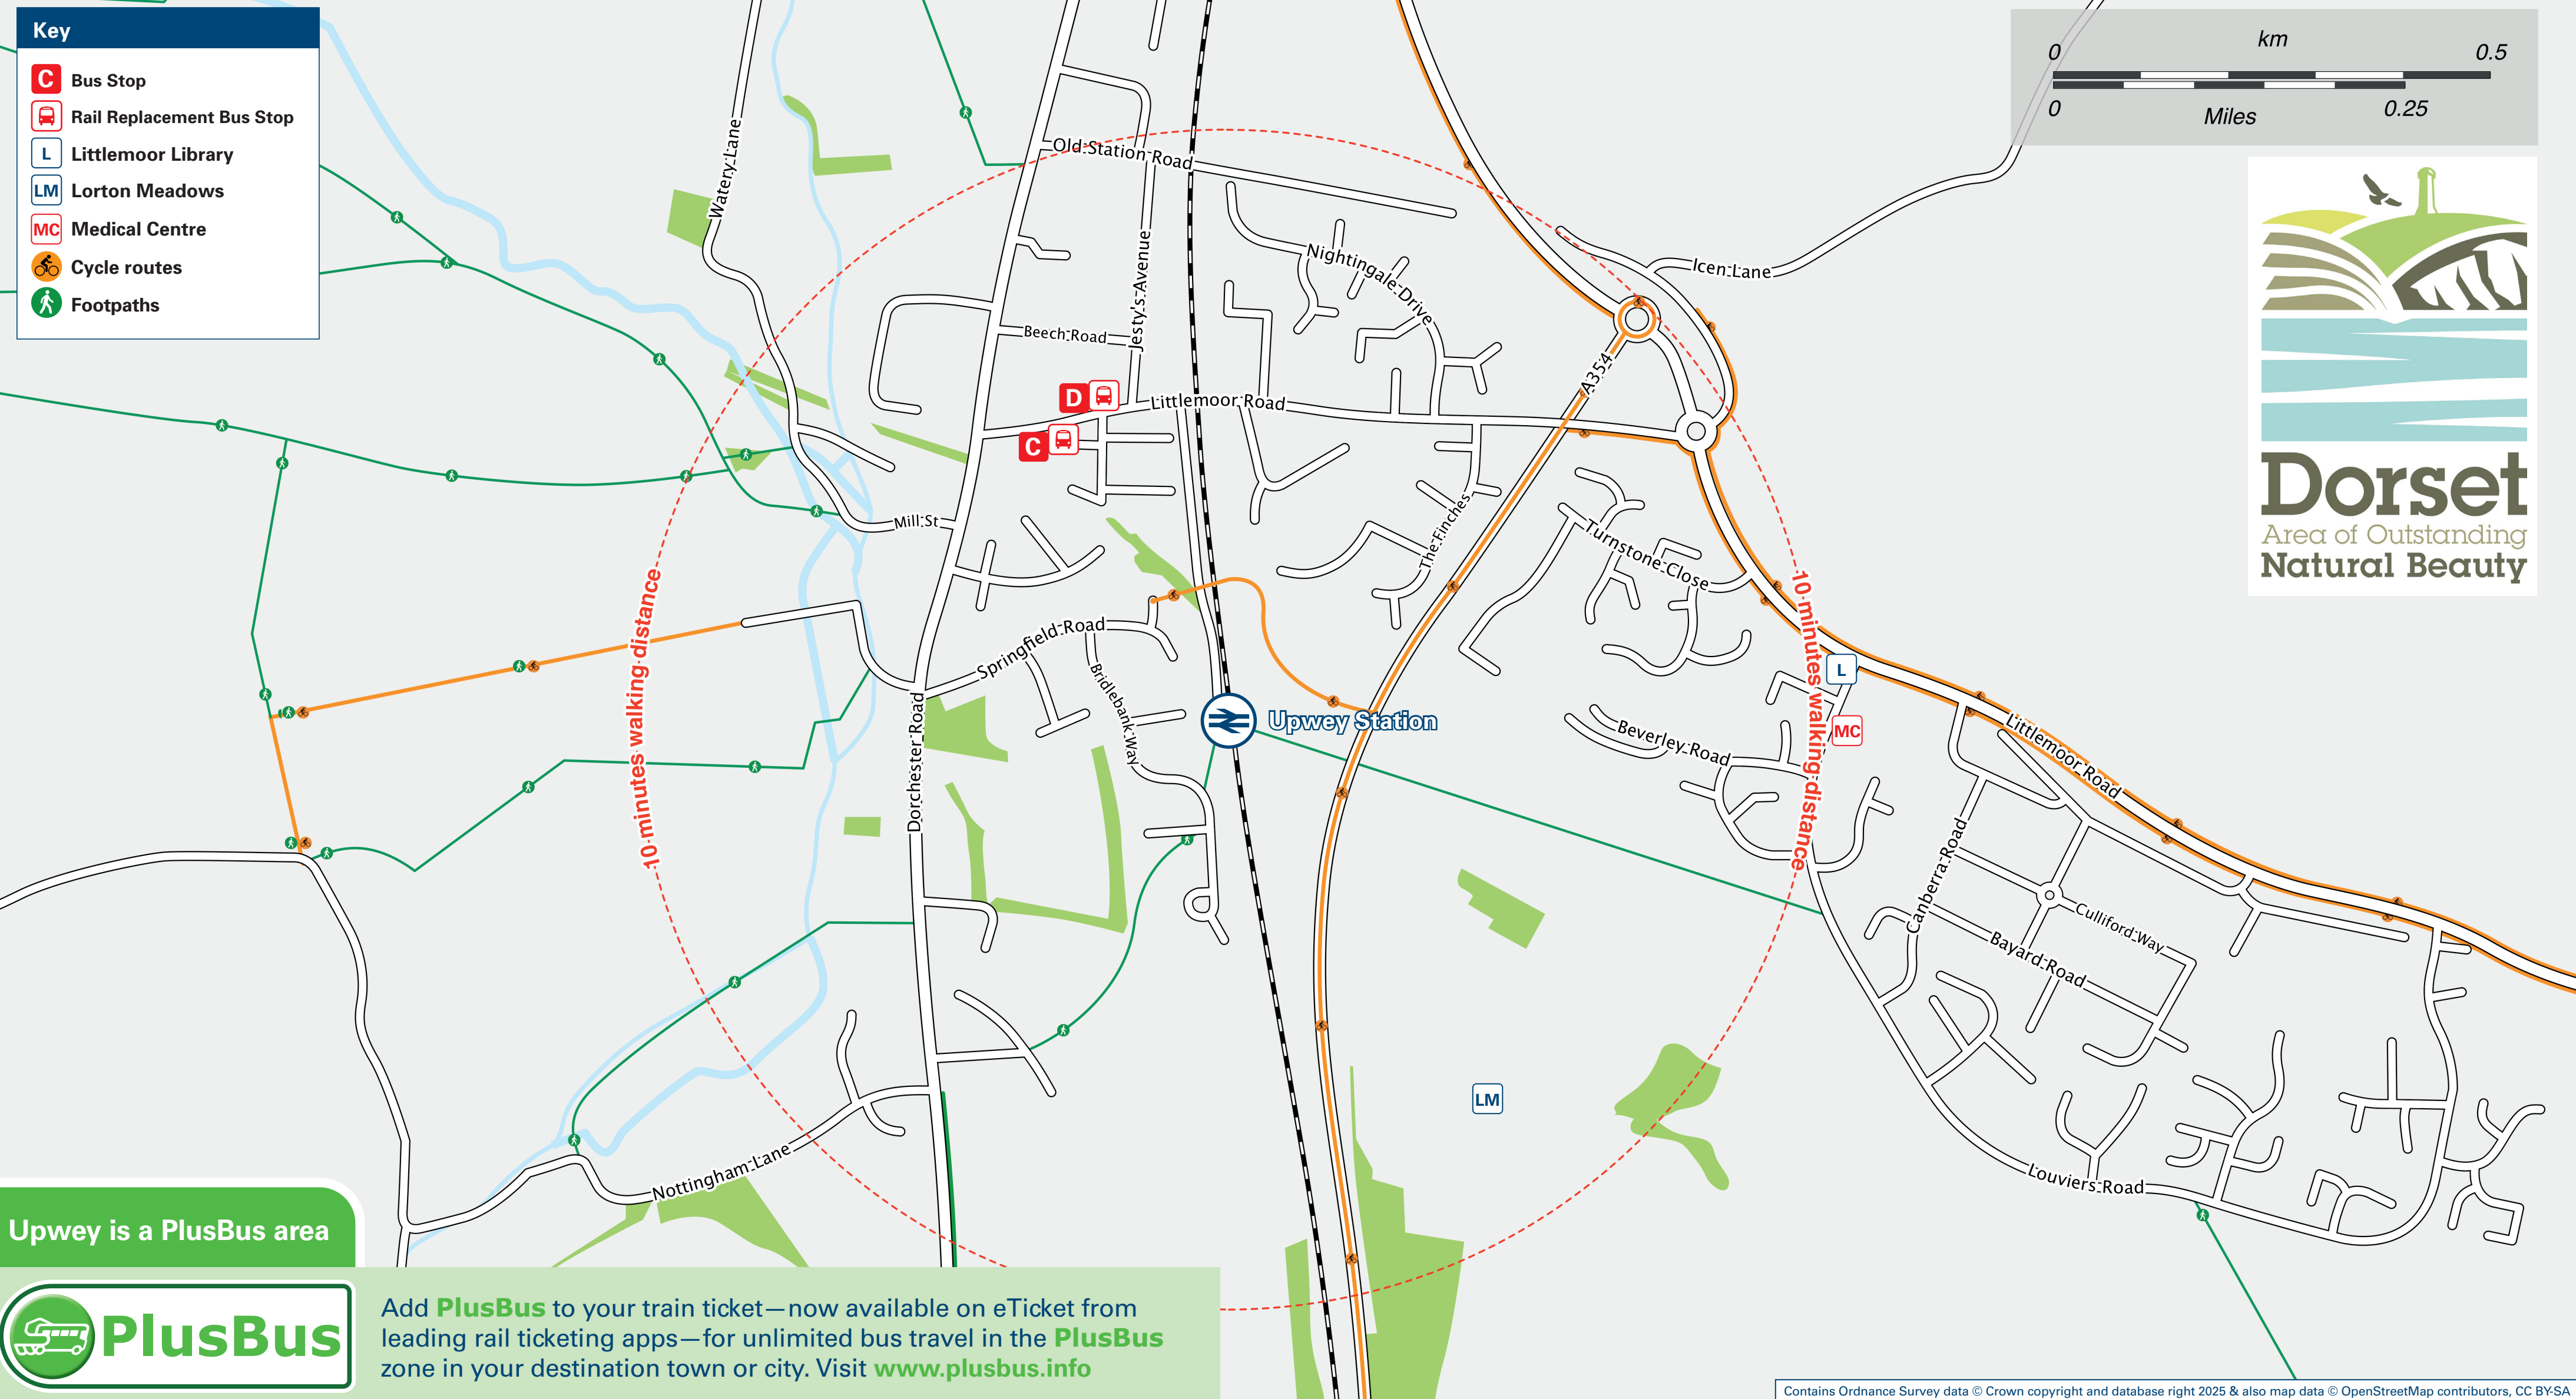 Key
C Bus Stop
Rail Replacement Bus Stop
L Littlemoor Library
LM Lorton Meadows
MC Medical Centre
Cycle routes
Footpaths
km
0 0.5
0 0.25
Miles
Dorset
Area of Outstanding
Natural Beauty
Watery Lane
Old Station Road
Jesty's Avenue
Nightingale Drive
Icen Lane
Beech Road
A354
D
Littlemoor Road
C
Mill St
The Finches
Turnstone Close
10 minutes walking distance
10 minutes walking distance
Springfield Road
Bridlebank Way
L
Dorchester Road
Upwey Station
Beverley Road
MC
Littlemoor Road
Canberra Road
Culliford Way
Bayard Road
LM
Nottingham Lane
Louviers Road
Upwey is a PlusBus area
PlusBus
Add PlusBus to your train ticket—now available on eTicket from
leading rail ticketing apps—for unlimited bus travel in the PlusBus
zone in your destination town or city. Visit www.plusbus.info
Contains Ordnance Survey data © Crown copyright and database right 2025 & also map data © OpenStreetMap contributors, CC BY-SA